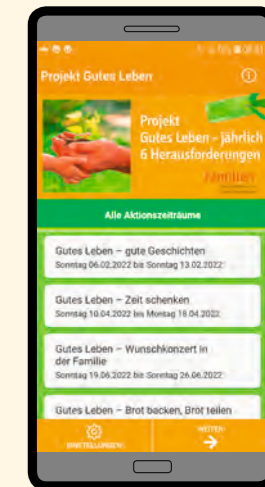 Projekt Gutes Leben
Projekt
Gutes Leben – jährlich
6 Herausforderungen
Familien
Alle Aktionszeiträume
Gutes Leben – gute Geschichten
Sonntag 06.02.2022 bis Sonntag 13.02.2022
Gutes Leben – Zeit schenken
Sonntag 10.04.2022 bis Montag 18.04.2022
Gutes Leben – Wunschkonzert in
der Familie
Sonntag 19.06.2022 bis Sonntag 26.06.2022
Gutes Leben – Brot backen, Brot teilen
EINSTELLUNGEN
WEITER